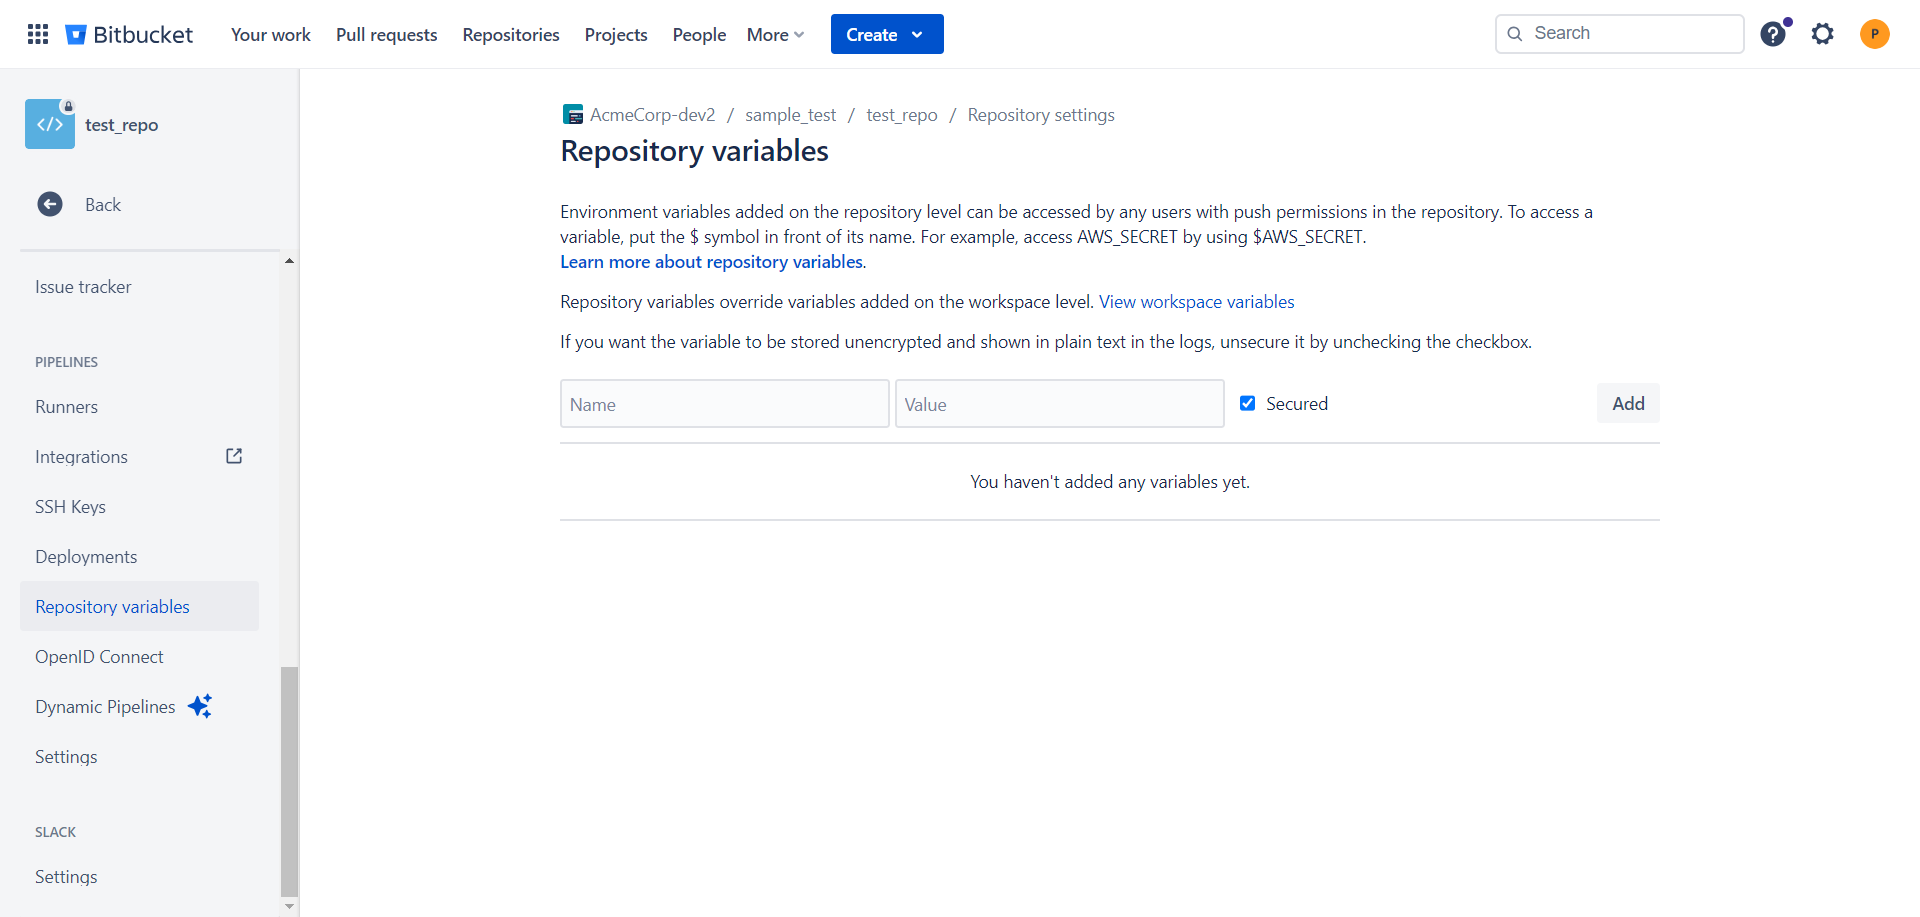 Bitbucket
Your work
Pull requests
Repositories
Projects
People
More
Create
Search
P
</> test_repo
Back
Issue tracker
PIPELINES
Runners
Integrations
SSH Keys
Deployments
Repository variables
OpenID Connect
Dynamic Pipelines
Settings
SLACK
Settings
AcmeCorp-dev2 / sample_test / test_repo / Repository settings
Repository variables
Environment variables added on the repository level can be accessed by any users with push permissions in the repository. To access a
variable, put the $ symbol in front of its name. For example, access AWS_SECRET by using $AWS_SECRET.
Learn more about repository variables.
Repository variables override variables added on the workspace level. View workspace variables
If you want the variable to be stored unencrypted and shown in plain text in the logs, unsecure it by unchecking the checkbox.
Name
Value
Secured
Add
You haven't added any variables yet.